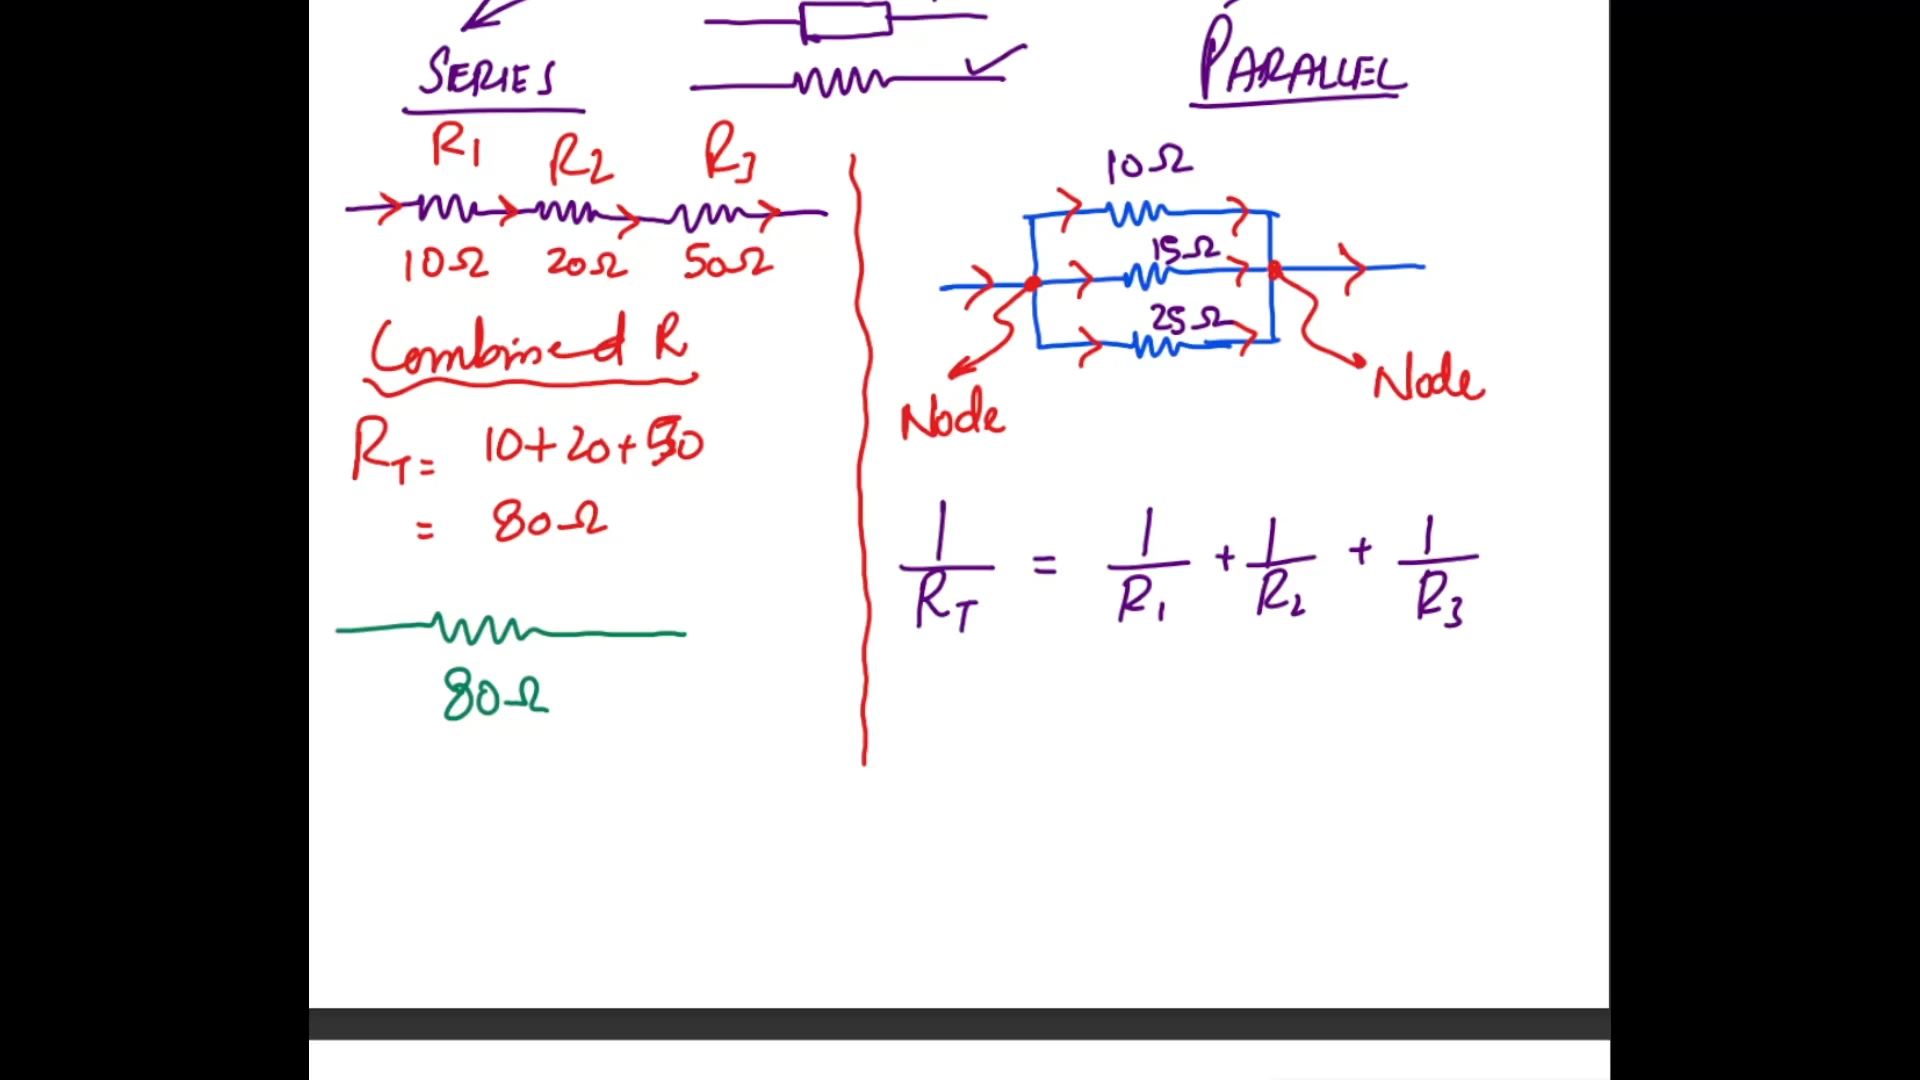 SERIES
R1 R2 R3
10Ω 20Ω 50Ω
Combined R
RT = 10+20+50
= 80Ω
80Ω
PARALLEL
10Ω
15Ω
25Ω
Node
Node
1/RT = 1/R1 + 1/R2 + 1/R3